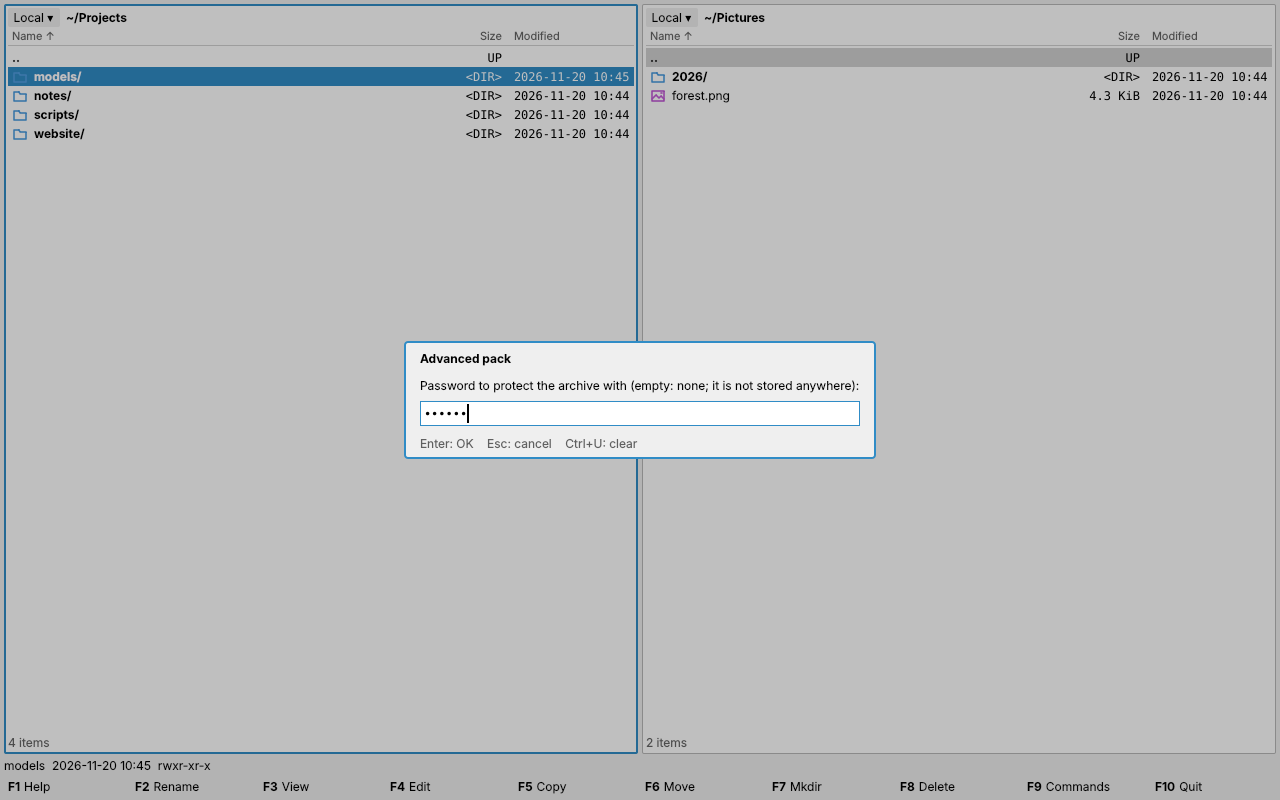 Local ▾ ~/Projects
Name ↑ Size Modified
.. UP
models/ <DIR> 2026-11-20 10:45
notes/ <DIR> 2026-11-20 10:44
scripts/ <DIR> 2026-11-20 10:44
website/ <DIR> 2026-11-20 10:44
4 items
Local ▾ ~/Pictures
Name ↑ Size Modified
.. UP
2026/ <DIR> 2026-11-20 10:44
forest.png 4.3 KiB 2026-11-20 10:44
2 items
Advanced pack
Password to protect the archive with (empty: none; it is not stored anywhere):
••••••
Enter: OK Esc: cancel Ctrl+U: clear
models 2026-11-20 10:45 rwxr-xr-x
F1 Help F2 Rename F3 View F4 Edit F5 Copy F6 Move F7 Mkdir F8 Delete F9 Commands F10 Quit